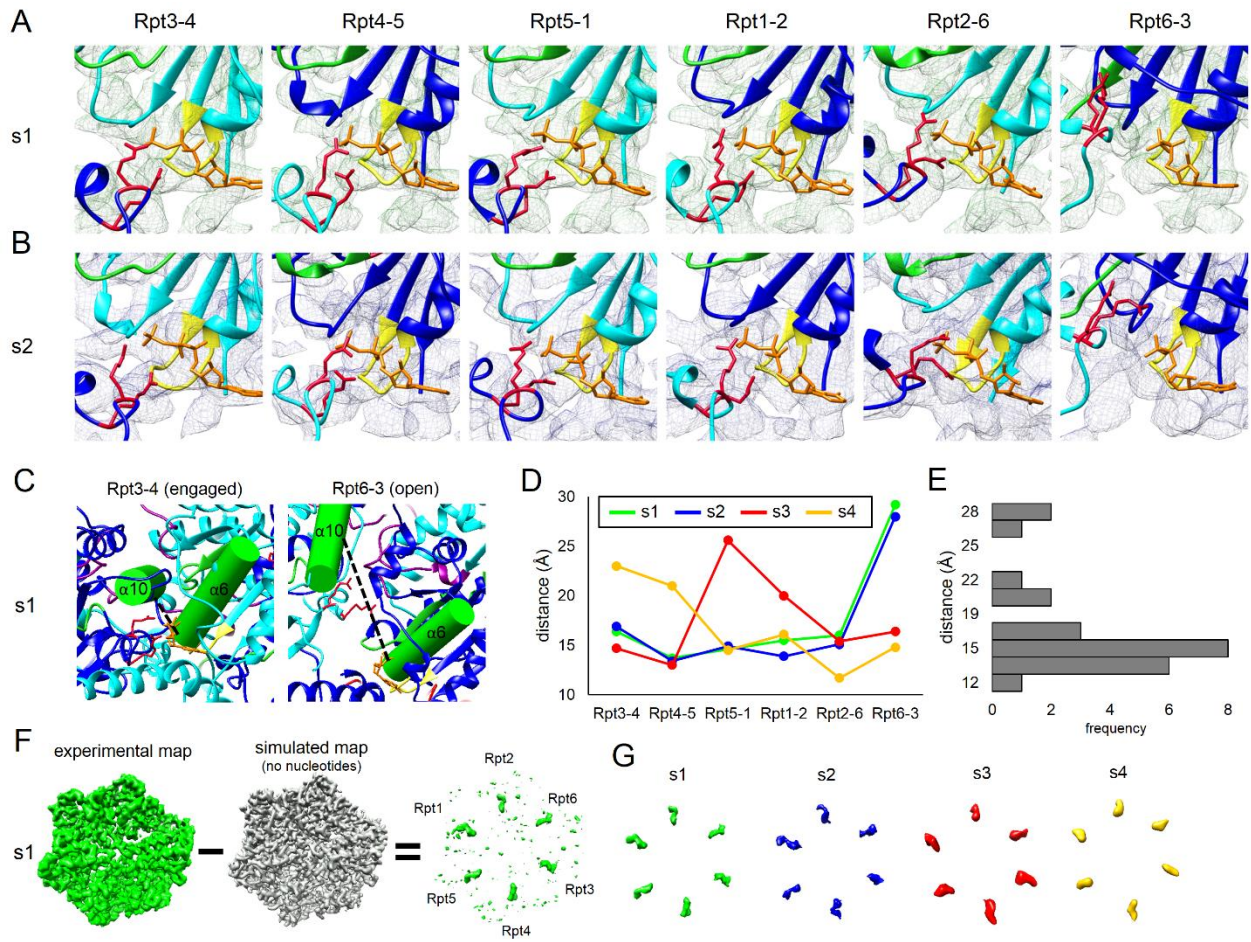 A
Rpt3-4 Rpt4-5 Rpt5-1 Rpt1-2 Rpt2-6 Rpt6-3
s1
B
s2
C
Rpt3-4 (engaged) Rpt6-3 (open)
α10
α6
α10
α6
s1
D
distance (Å)
30
25
20
15
10
s1 s2 s3 s4
Rpt3-4 Rpt4-5 Rpt5-1 Rpt1-2 Rpt2-6 Rpt6-3
E
distance (Å)
28
25
22
19
15
12
0 2 4 6 8
frequency
F
experimental map
simulated map
(no nucleotides)
s1
Rpt2
Rpt1
Rpt6
Rpt5
Rpt3
Rpt4
G
s1 s2 s3 s4